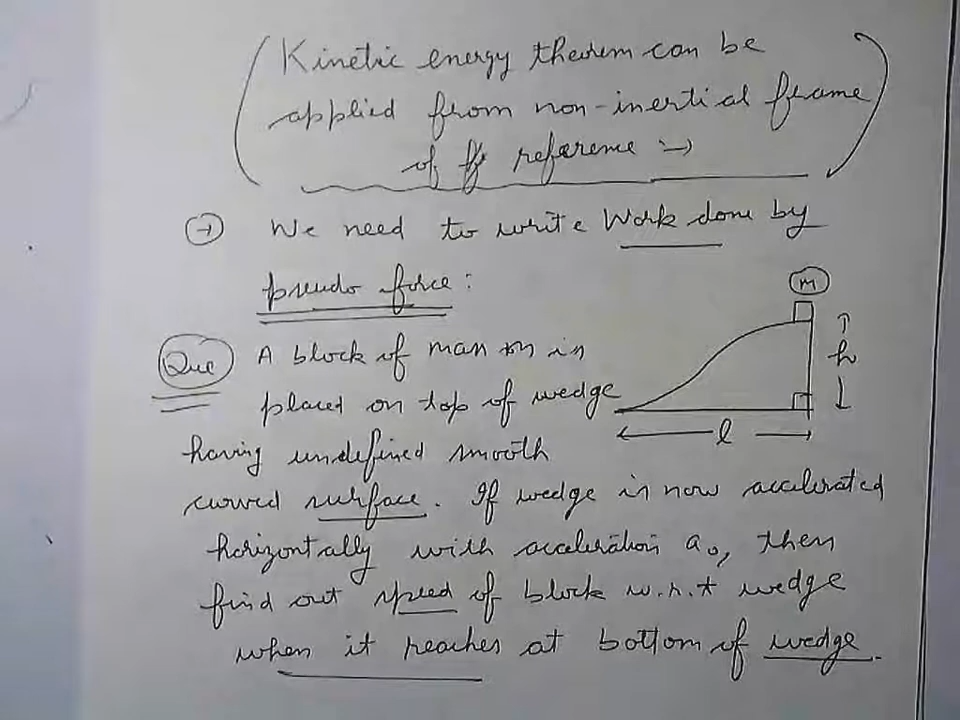 (Kinetic energy theorem can be
applied from non-inertial frame
of reference :→)
→ We need to write Work done by
pseudo force :
m
Que A block of mass m is
h
placed on top of wedge
l
having undefined smooth
curved surface. If wedge is now accelerated
horizontally with acceleration a₀, then
find out speed of block w.r.t wedge
when it reaches at bottom of wedge.